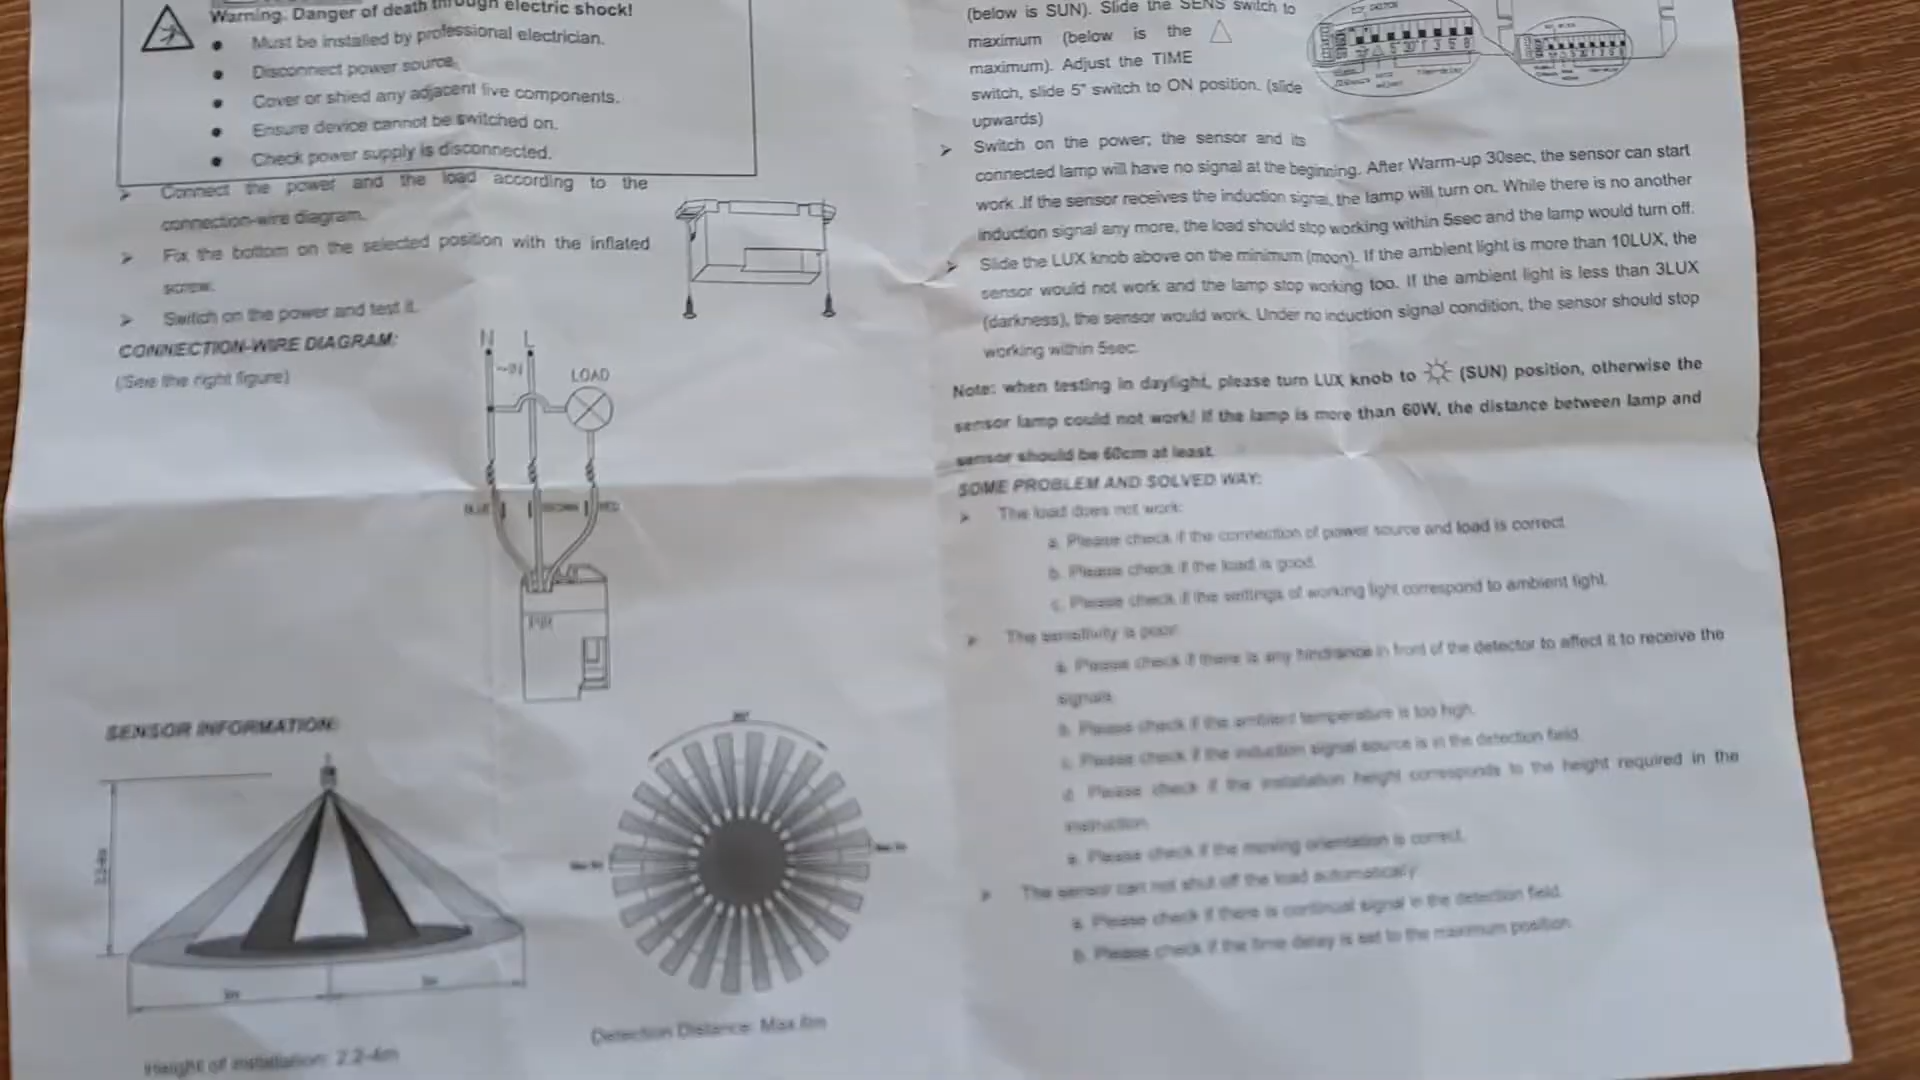 Warning: Danger of death through electric shock!
Must be installed by professional electrician.
Disconnect power source.
Cover or shied any adjacent live components.
Ensure device cannot be switched on.
Check power supply is disconnected.
Connect the power and the load according to the
connection-wire diagram.
Fix the bottom on the selected position with the inflated
screw.
Switch on the power and test it.
CONNECTION-WIRE DIAGRAM:
(See the right figure)
N L
~IN
LOAD
BLUE BROWN RED
PIR
SENSOR INFORMATION:
2.2-4m
Height of installation: 2.2-4m
Detection Distance: Max.6m
(below is SUN). Slide the SENS switch to
maximum (below is the △
maximum). Adjust the TIME
switch, slide 5" switch to ON position. (slide
upwards)
Switch on the power; the sensor and its
connected lamp will have no signal at the beginning. After Warm-up 30sec, the sensor can start
work .If the sensor receives the induction signal, the lamp will turn on. While there is no another
induction signal any more, the load should stop working within 5sec and the lamp would turn off.
Slide the LUX knob above on the minimum (moon). If the ambient light is more than 10LUX, the
sensor would not work and the lamp stop working too. If the ambient light is less than 3LUX
(darkness), the sensor would work. Under no induction signal condition, the sensor should stop
working within 5sec.
Note: when testing in daylight, please turn LUX knob to (SUN) position, otherwise the
sensor lamp could not work! If the lamp is more than 60W, the distance between lamp and
sensor should be 60cm at least.
SOME PROBLEM AND SOLVED WAY:
The load does not work:
a. Please check if the connection of power source and load is correct.
b. Please check if the load is good.
c. Please check if the settings of working light correspond to ambient light.
The sensitivity is poor:
a. Please check if there is any hindrance in front of the detector to affect it to receive the
signals.
b. Please check if the ambient temperature is too high.
c. Please check if the induction signal source is in the detection field.
d. Please check if the installation height corresponds to the height required in the
instruction.
e. Please check if the moving orientation is correct.
The sensor can not shut off the load automatically:
a. Please check if there is continual signal in the detection field.
b. Please check if the time delay is set to the maximum position.